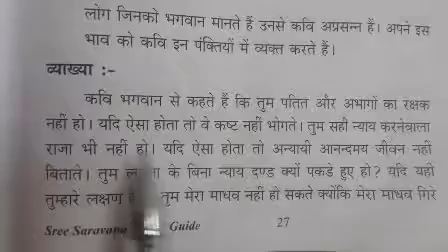 लोग जिनको भगवान मानते हैं उनसे कवि अप्रसन्न हैं। अपने इस
भाव को कवि इन पंक्तियों में व्यक्त करते हैं।
व्याख्या :-
कवि भगवान से कहते हैं कि तुम पतित और अभागों का रक्षक
नहीं हो। यदि ऐसा होता तो वे कष्ट नहीं भोगते। तुम सही न्याय करनेवाला
राजा भी नहीं हो। यदि ऐसा होता तो अन्यायी आनन्दमय जीवन नहीं
बिताते। तुम के बिना न्याय दण्ड क्यों पकडे हुए हो? यदि यही
तुम्हारे लक्षण तुम मेरा माधव नहीं हो सकते क्योंकि मेरा माधव गिरे
Sree Saravana Guide 27